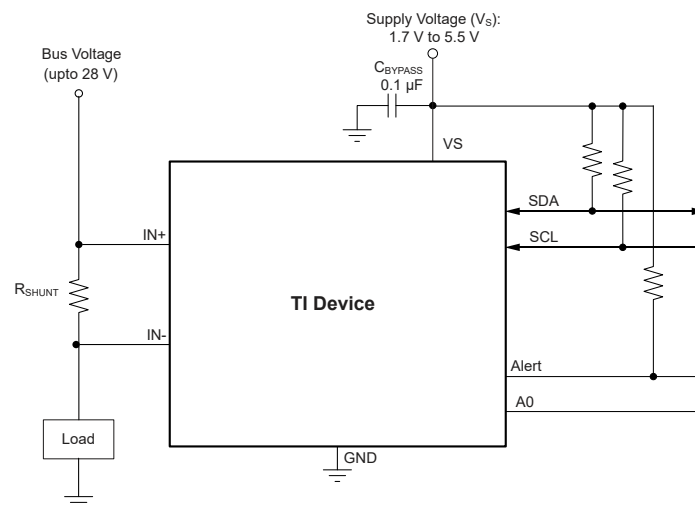 Supply Voltage (VS):
1.7 V to 5.5 V
Bus Voltage
(upto 28 V)
CBYPASS
0.1 µF
VS
SDA
IN+
SCL
RSHUNT
TI Device
IN-
Alert
A0
Load
GND